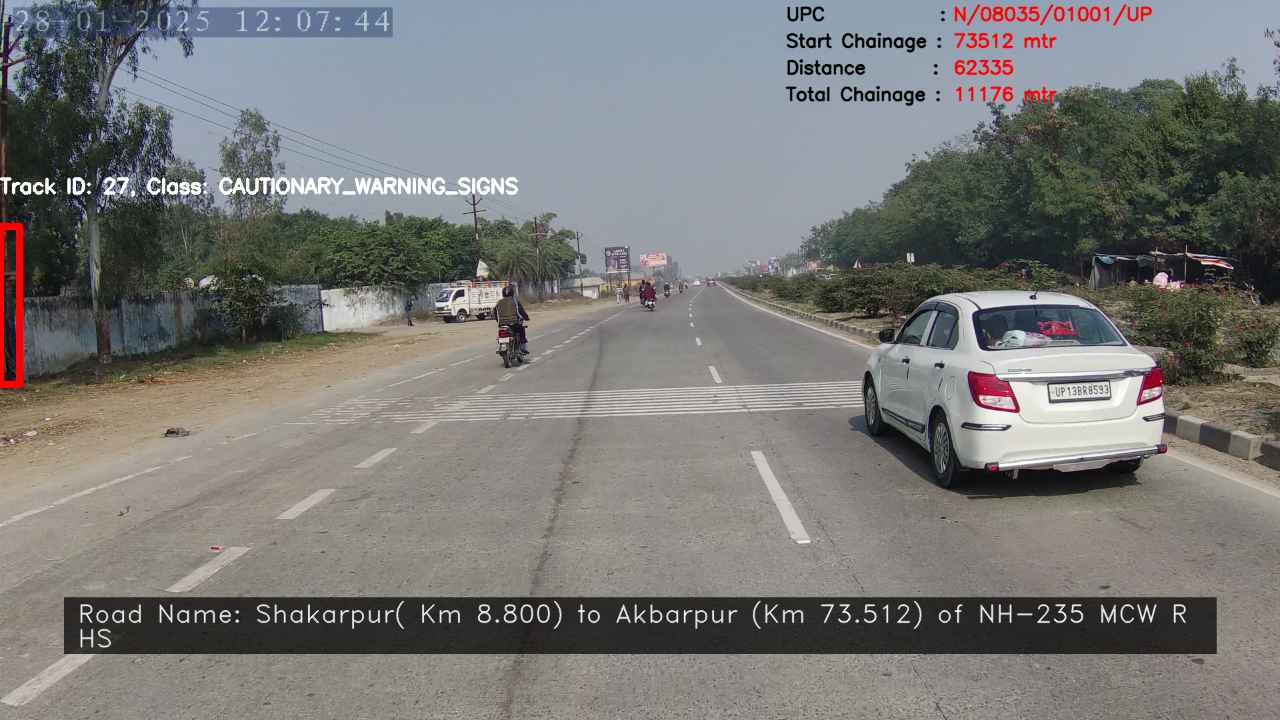 28-01-2025 12:07:44
UPC : N/08035/01001/UP
Start Chainage : 73512 mtr
Distance : 62335
Total Chainage : 11176 mtr
Track ID: 27, Class: CAUTIONARY_WARNING_SIGNS
UP13BR8593
Road Name: Shakarpur( Km 8.800) to Akbarpur (Km 73.512) of NH-235 MCW R
HS